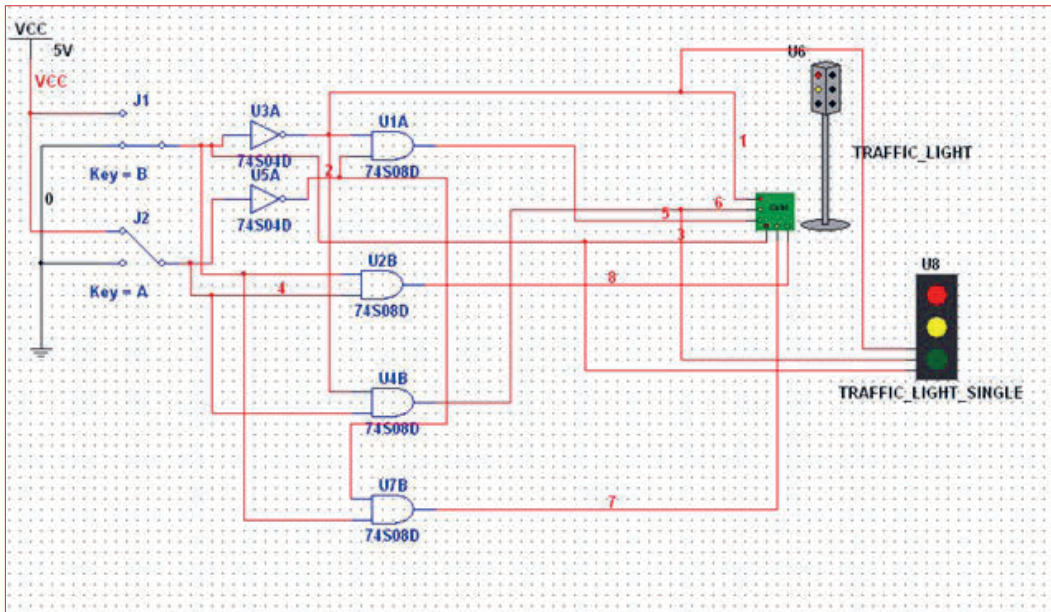 VCC
5V
VCC
J1
U3A
74S04D
U1A
74S08D
U6
TRAFFIC_LIGHT
1
2
Key = B
U5A
74S04D
0
J2
6
5
3
Key = A
U2B
74S08D
4
8
U8
TRAFFIC_LIGHT_SINGLE
U4B
74S08D
U7B
74S08D
7